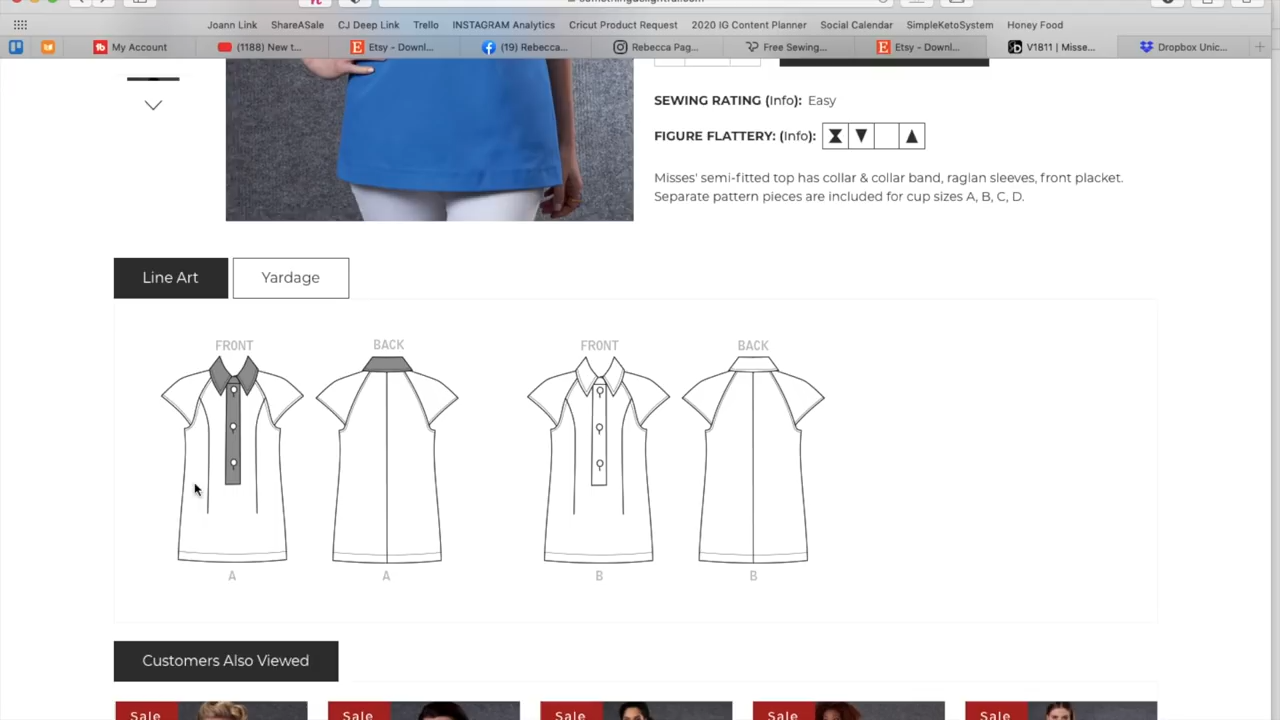 Joann Link ShareASale CJ Deep Link Trello INSTAGRAM Analytics Cricut Product Request 2020 IG Content Planner Social Calendar SimpleKetoSystem Honey Food
My Account (1188) New t... Etsy – Downl... (19) Rebecca... Rebecca Pag... Free Sewing... Etsy – Downl... V1811 | Misse... Dropbox Unic...
SEWING RATING (Info): Easy
FIGURE FLATTERY: (Info):
Misses' semi-fitted top has collar & collar band, raglan sleeves, front placket.
Separate pattern pieces are included for cup sizes A, B, C, D.
Line Art Yardage
FRONT BACK FRONT BACK
A A B B
Customers Also Viewed
Sale Sale Sale Sale Sale